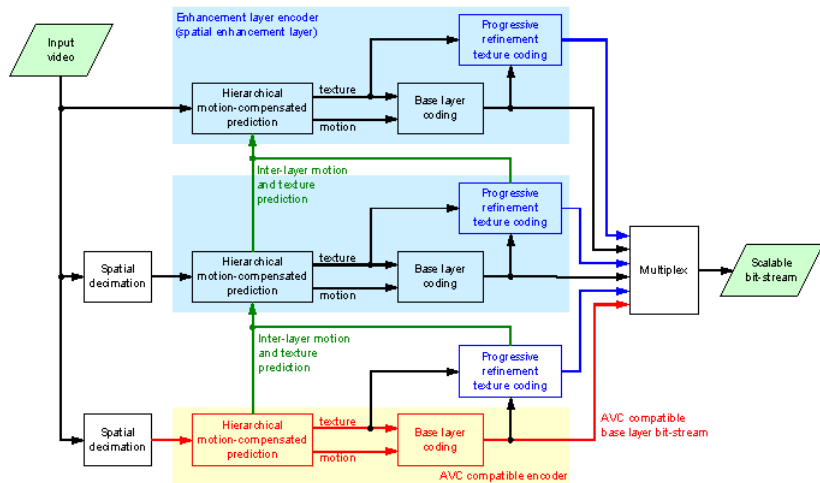 Input
video
Enhancement layer encoder
(spatial enhancement layer)
Progressive
refinement
texture coding
Hierarchical
motion-compensated
prediction
texture
motion
Base layer
coding
Inter-layer motion
and texture
prediction
Progressive
refinement
texture coding
Spatial
decimation
Hierarchical
motion-compensated
prediction
texture
motion
Base layer
coding
Multiplex
Scalable
bit-stream
Inter-layer motion
and texture
prediction
Progressive
refinement
texture coding
Spatial
decimation
Hierarchical
motion-compensated
prediction
texture
motion
Base layer
coding
AVC compatible
base layer bit-stream
AVC compatible encoder